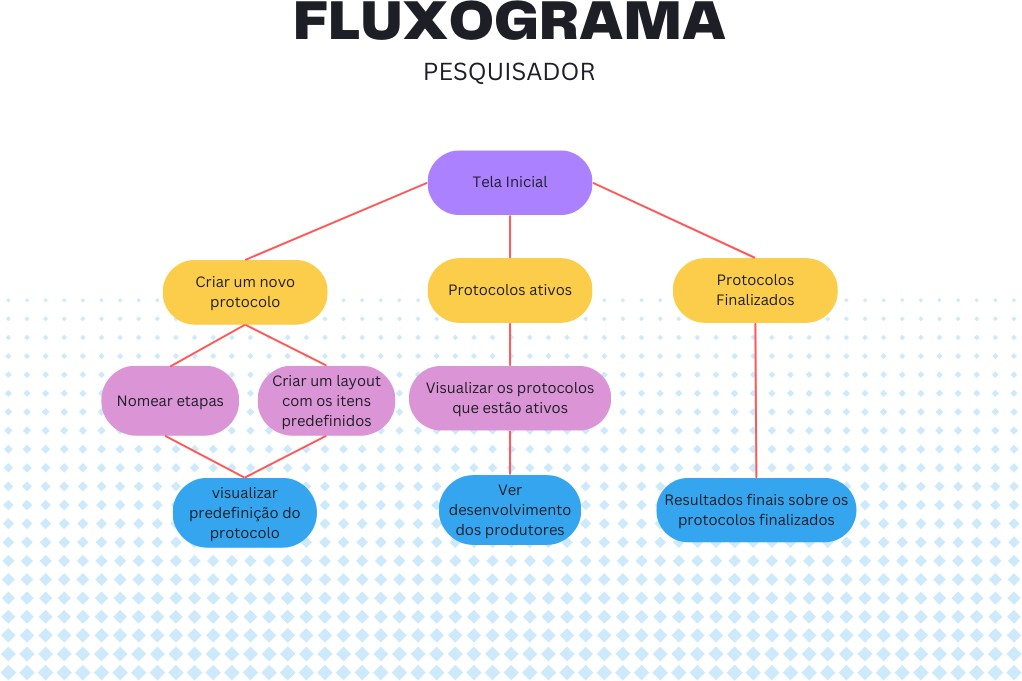 FLUXOGRAMA
PESQUISADOR
Tela Inicial
Criar um novo
protocolo
Protocolos ativos
Protocolos
Finalizados
Nomear etapas
Criar um layout
com os itens
predefinidos
Visualizar os protocolos
que estão ativos
visualizar
predefinição do
protocolo
Ver
desenvolvimento
dos produtores
Resultados finais sobre os
protocolos finalizados